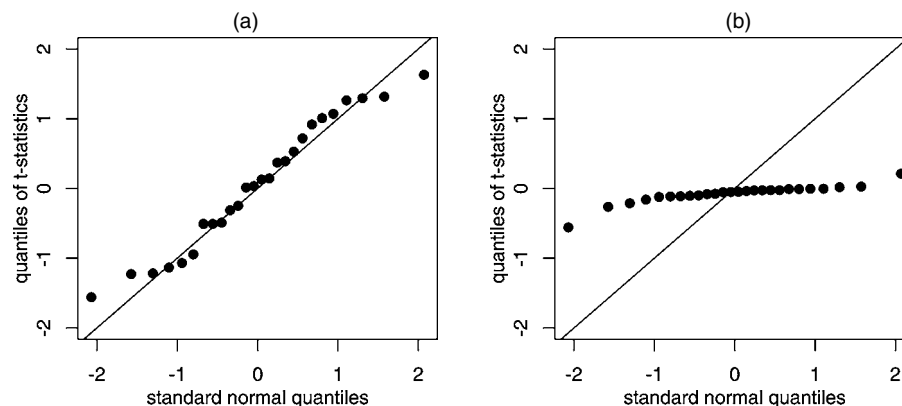 (a)
quantiles of t-statistics
2
1
0
-1
-2
-2 -1 0 1 2
standard normal quantiles
(b)
quantiles of t-statistics
2
1
0
-1
-2
-2 -1 0 1 2
standard normal quantiles